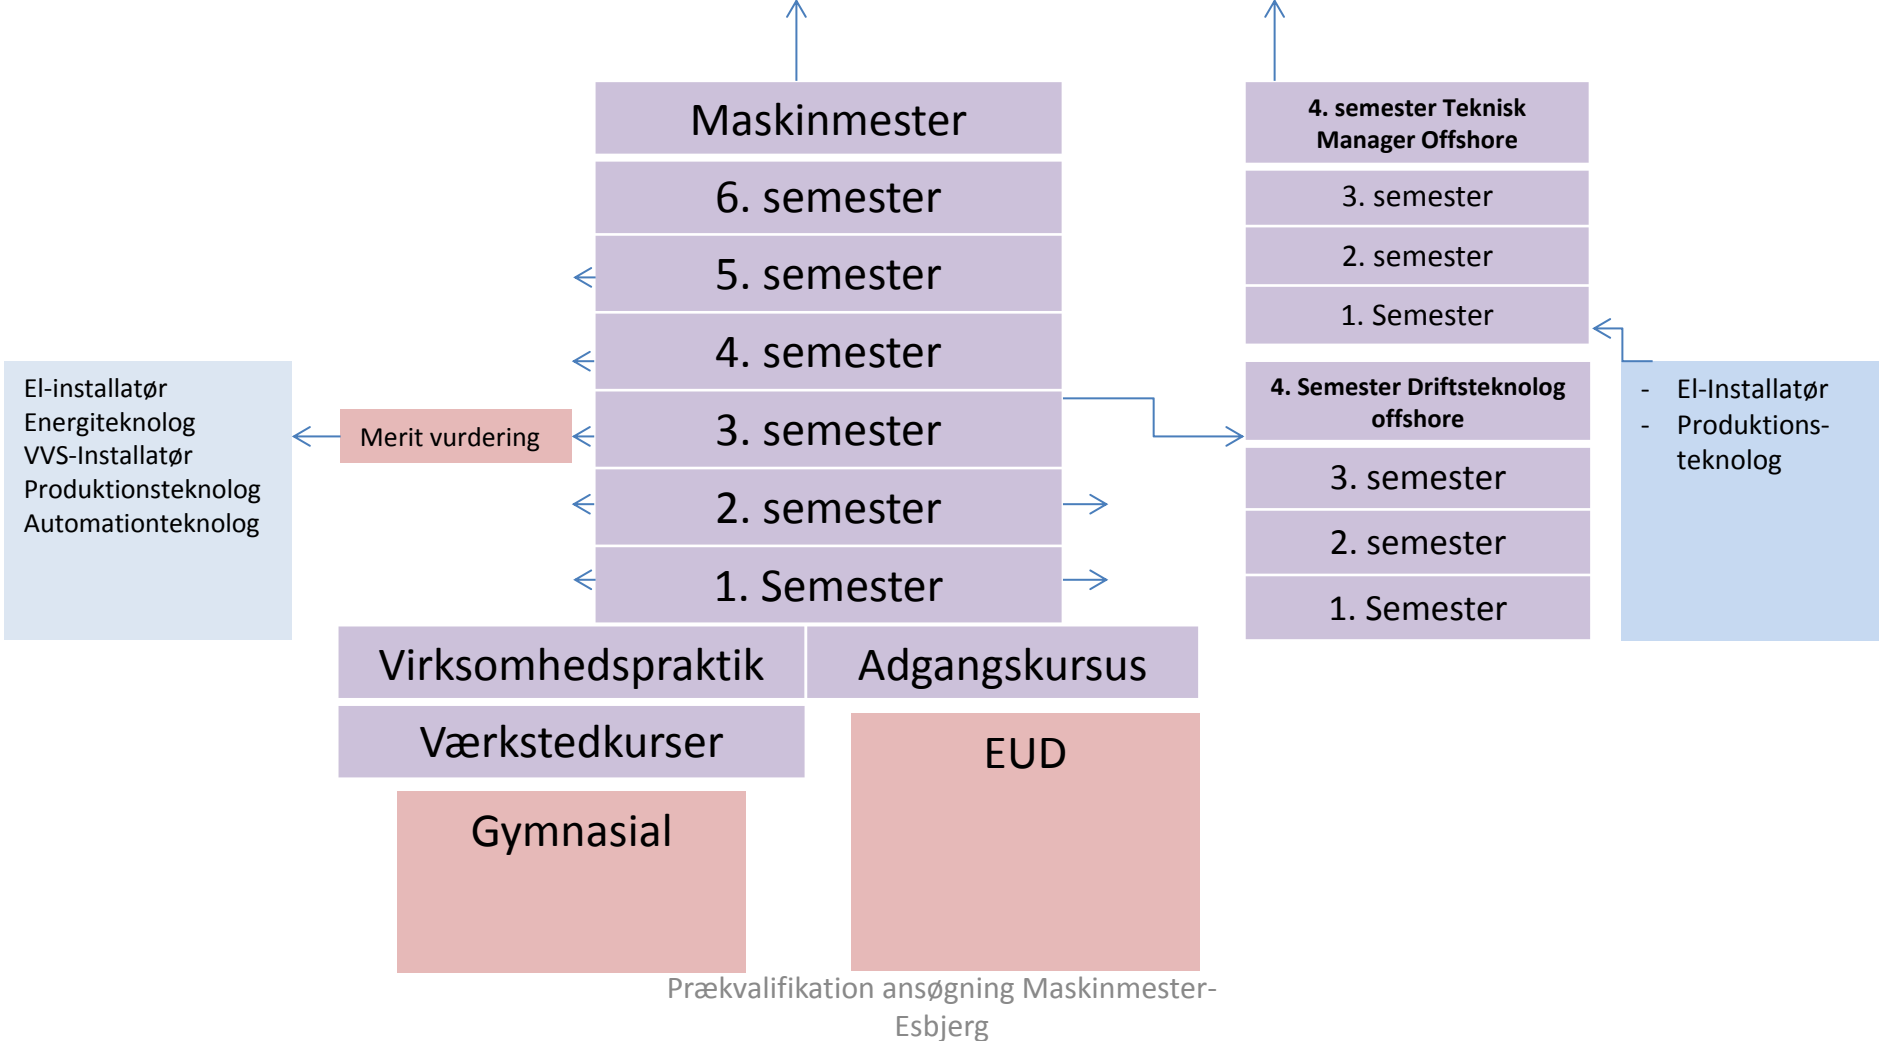 Maskinmester
6. semester
5. semester
4. semester
3. semester
2. semester
1. Semester
Virksomhedspraktik
Adgangskursus
Værkstedkurser
EUD
Gymnasial
El-installatør
Energiteknolog
VVS-Installatør
Produktionsteknolog
Automationteknolog
Merit vurdering
4. semester Teknisk
Manager Offshore
3. semester
2. semester
1. Semester
4. Semester Driftsteknolog
offshore
3. semester
2. semester
1. Semester
- El-Installatør
- Produktions-
teknolog
Prækvalifikation ansøgning Maskinmester-
Esbjerg